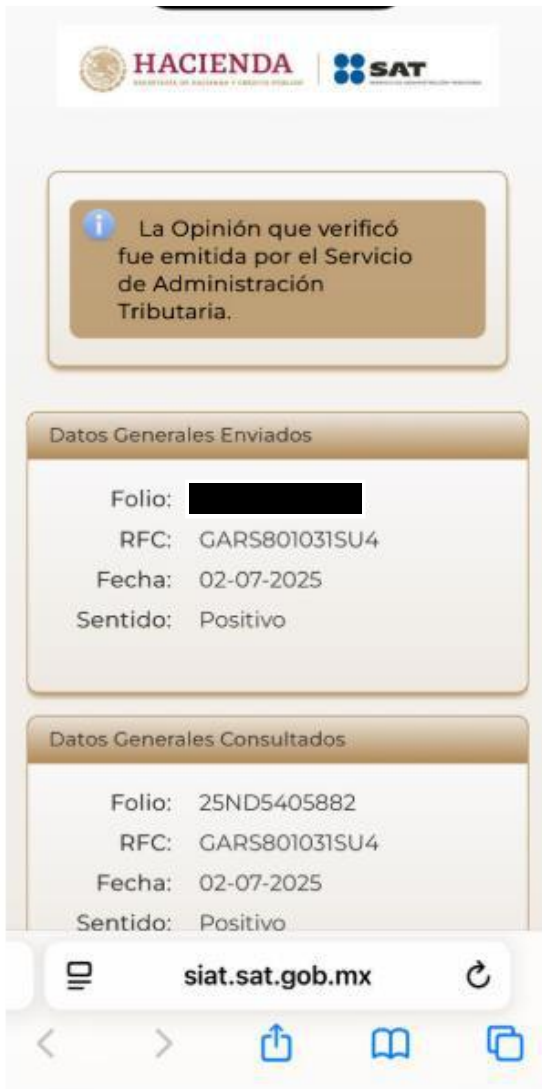 HACIENDA
SAT
La Opinión que verificó
fue emitida por el Servicio
de Administración
Tributaria.
Datos Generales Enviados
Folio:
RFC: GARS801031SU4
Fecha: 02-07-2025
Sentido: Positivo
Datos Generales Consultados
Folio: 25ND5405882
RFC: GARS801031SU4
Fecha: 02-07-2025
Sentido: Positivo
siat.sat.gob.mx